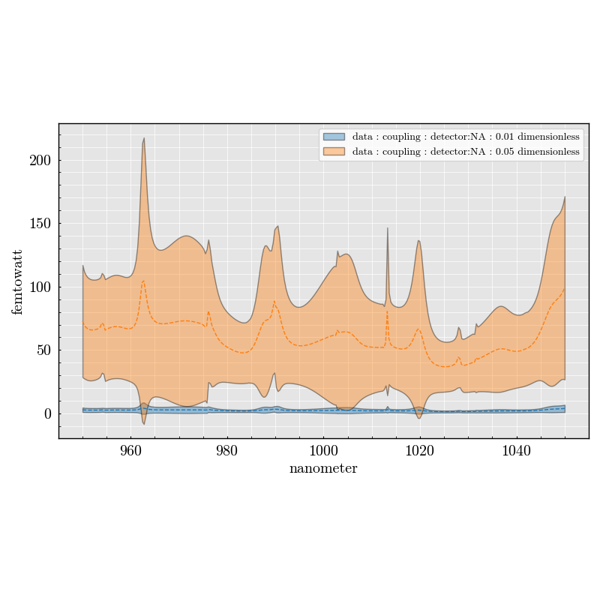 data : coupling : detector:NA : 0.01 dimensionless
data : coupling : detector:NA : 0.05 dimensionless
200
150
100
50
0
femtowatt
960
980
1000
1020
1040
nanometer